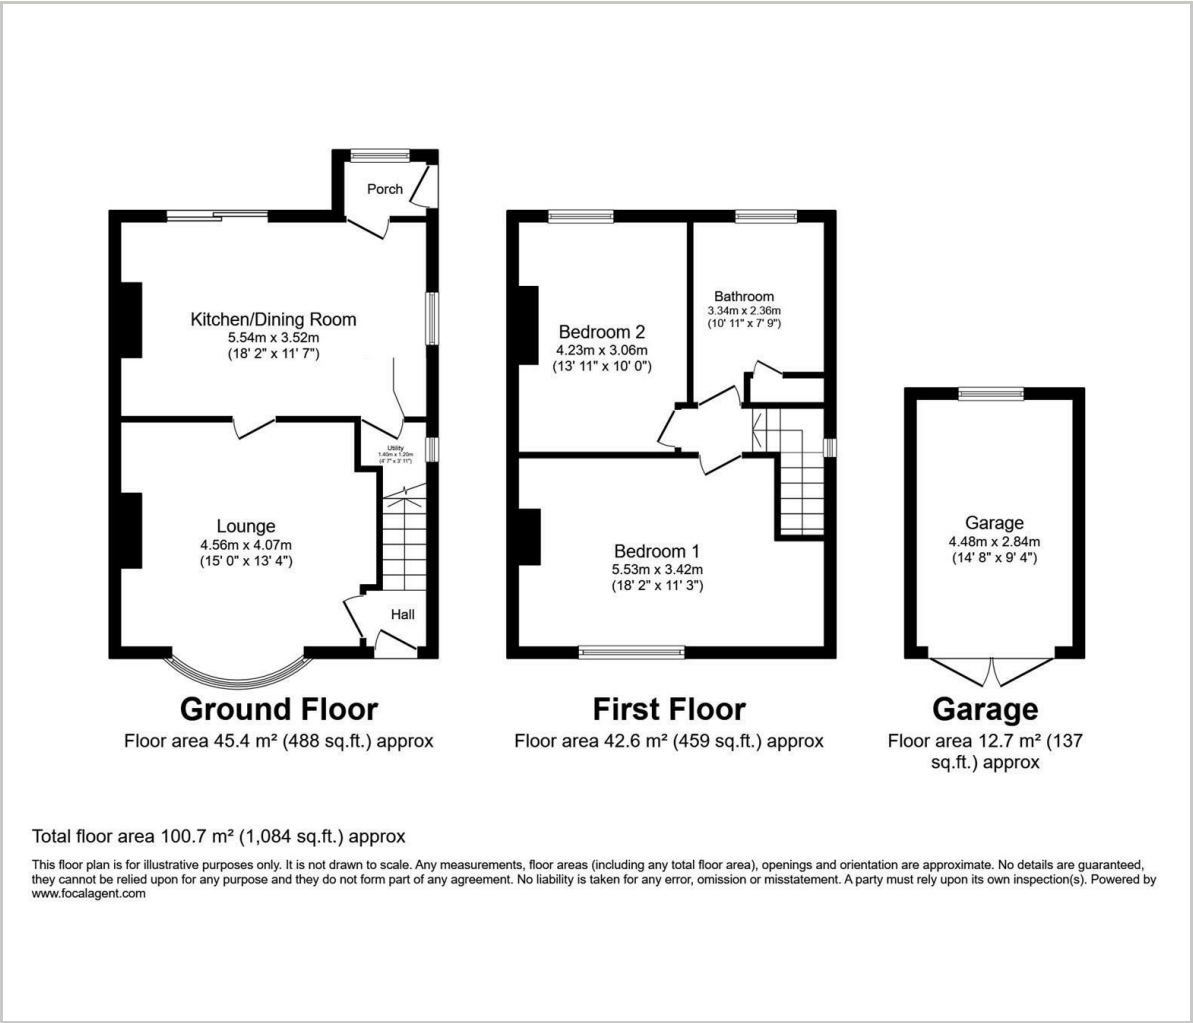 Porch
Kitchen/Dining Room
5.54m x 3.52m
(18' 2" x 11' 7")
Utility
1.40m x 1.20m
(4' 7" x 3' 11")
Lounge
4.56m x 4.07m
(15' 0" x 13' 4")
Hall
Ground Floor
Floor area 45.4 m² (488 sq.ft.) approx
Bedroom 2
4.23m x 3.06m
(13' 11" x 10' 0")
Bathroom
3.34m x 2.36m
(10' 11" x 7' 9")
Bedroom 1
5.53m x 3.42m
(18' 2" x 11' 3")
First Floor
Floor area 42.6 m² (459 sq.ft.) approx
Garage
4.48m x 2.84m
(14' 8" x 9' 4")
Garage
Floor area 12.7 m² (137
sq.ft.) approx
Total floor area 100.7 m² (1,084 sq.ft.) approx
This floor plan is for illustrative purposes only. It is not drawn to scale. Any measurements, floor areas (including any total floor area), openings and orientation are approximate. No details are guaranteed,
they cannot be relied upon for any purpose and they do not form part of any agreement. No liability is taken for any error, omission or misstatement. A party must rely upon its own inspection(s). Powered by
www.focalagent.com